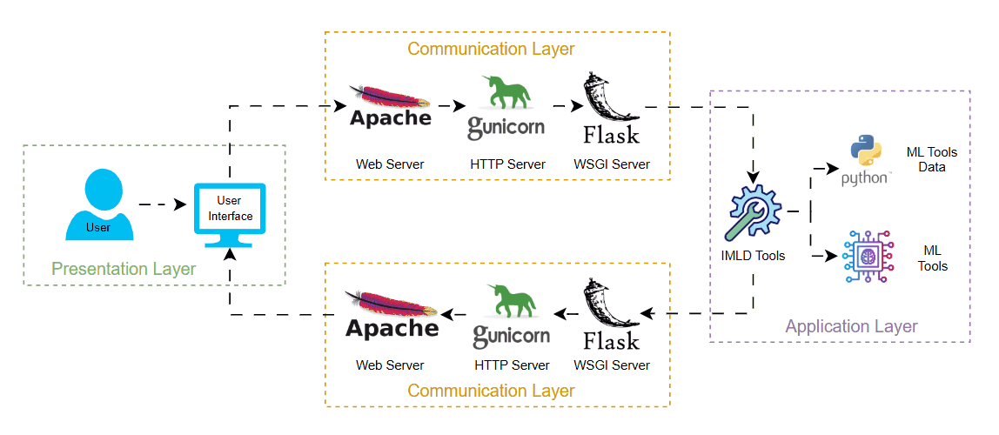 Communication Layer
Apache
gunicorn
Flask
Web Server
HTTP Server
WSGI Server
User
User
Interface
Presentation Layer
python™
ML Tools
Data
IMLD Tools
ML
Tools
Application Layer
Apache
gunicorn
Flask
Web Server
HTTP Server
WSGI Server
Communication Layer